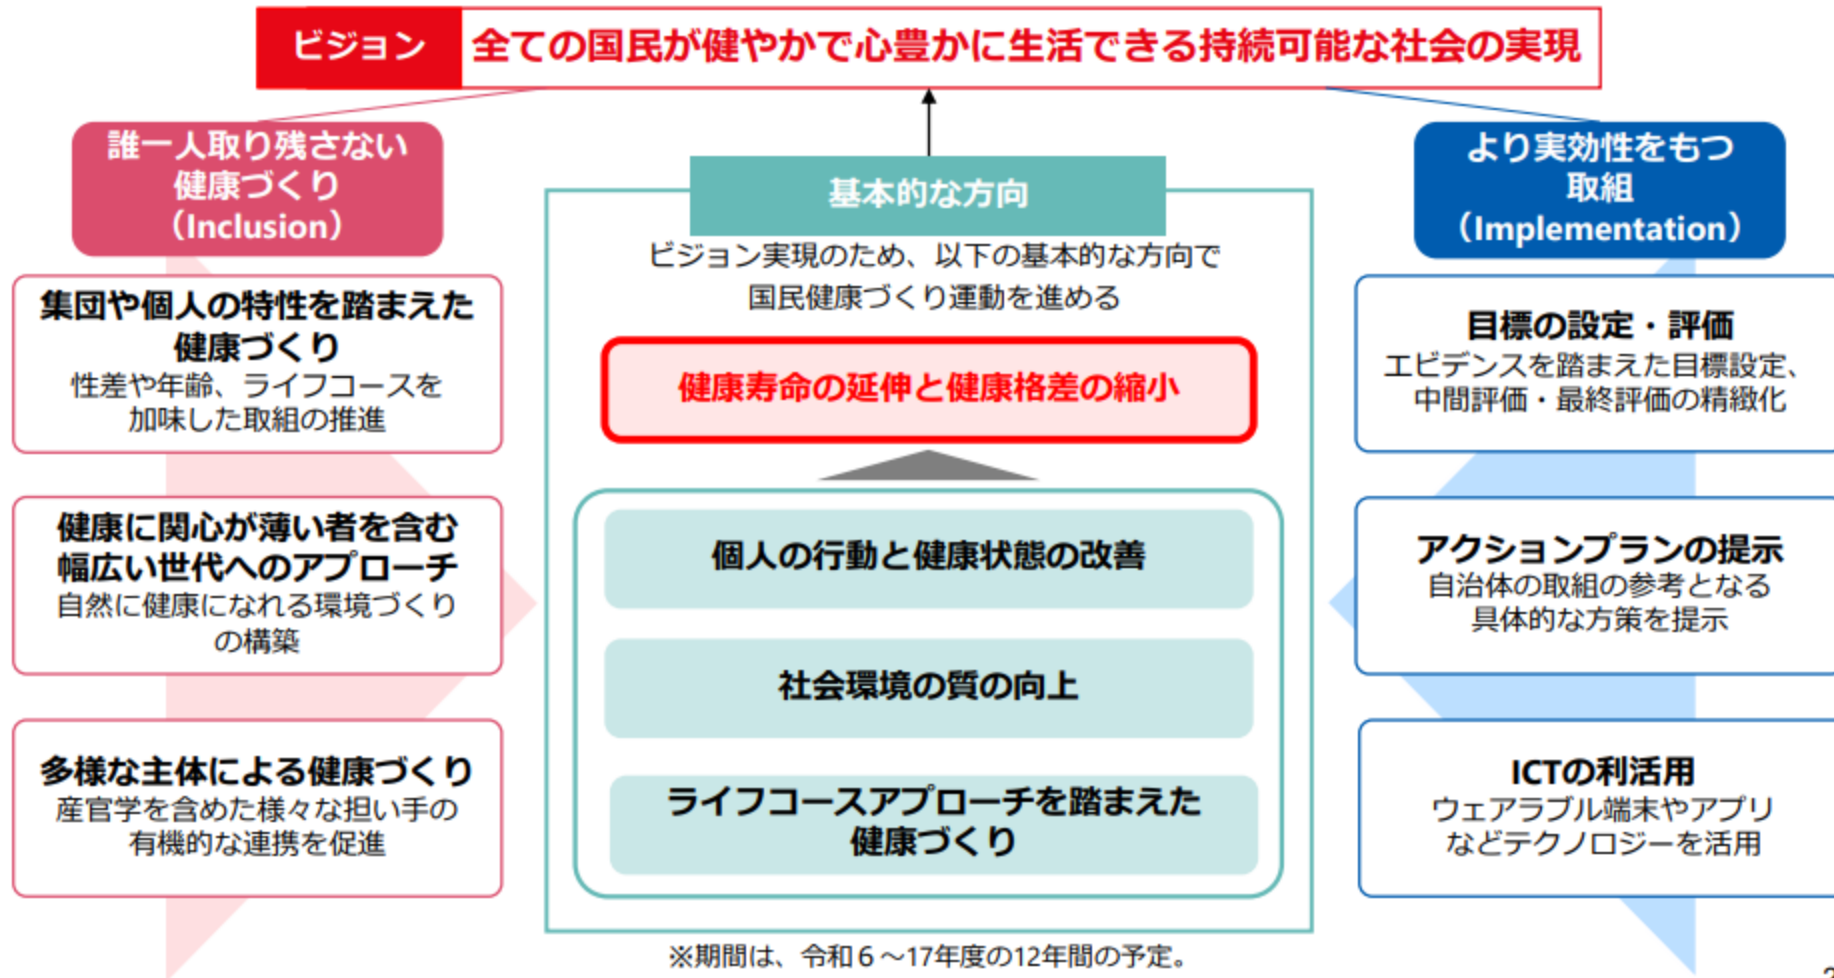 ビジョン 全ての国民が健やかで心豊かに生活できる持続可能な社会の実現
誰一人取り残さない
健康づくり
（Inclusion）
集団や個人の特性を踏まえた
健康づくり
性差や年齢、ライフコースを
加味した取組の推進
健康に関心が薄い者を含む
幅広い世代へのアプローチ
自然に健康になれる環境づくり
の構築
多様な主体による健康づくり
産官学を含めた様々な担い手の
有機的な連携を促進
基本的な方向
ビジョン実現のため、以下の基本的な方向で
国民健康づくり運動を進める
健康寿命の延伸と健康格差の縮小
個人の行動と健康状態の改善
社会環境の質の向上
ライフコースアプローチを踏まえた
健康づくり
※期間は、令和６～17年度の12年間の予定。
より実効性をもつ
取組
（Implementation）
目標の設定・評価
エビデンスを踏まえた目標設定、
中間評価・最終評価の精緻化
アクションプランの提示
自治体の取組の参考となる
具体的な方策を提示
ICTの利活用
ウェアラブル端末やアプリ
などテクノロジーを活用